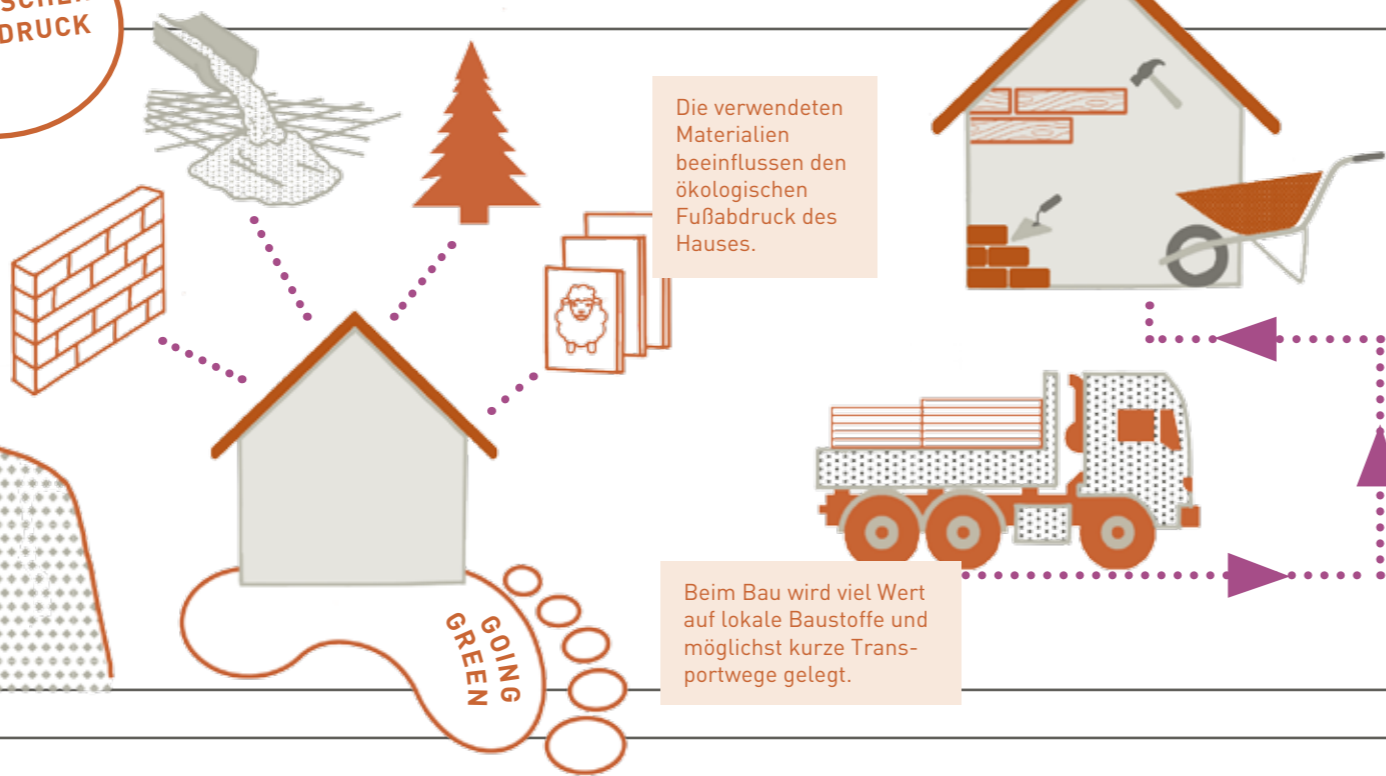 DRUCK
Die verwendeten
Materialien
beeinflussen den
ökologischen
Fußabdruck des
Hauses.
Beim Bau wird viel Wert
auf lokale Baustoffe und
möglichst kurze Trans-
portwege gelegt.
GOING
GREEN